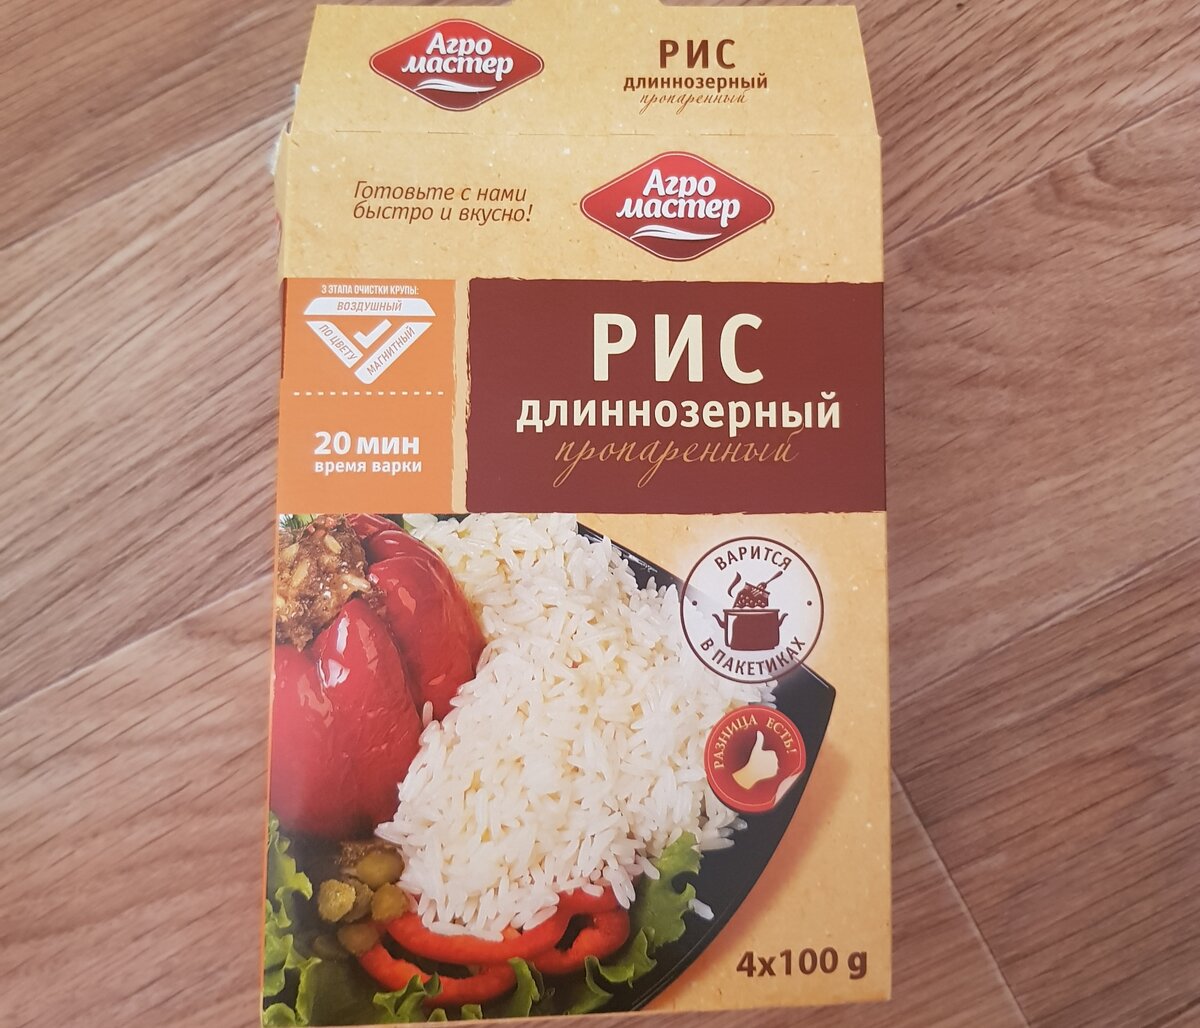 Агро
мастер
РИС
длиннозерный
пропаренный
Готовьте с нами
быстро и вкусно!
Агро
мастер
3 ЭТАПА ОЧИСТКИ КРУПЫ:
ВОЗДУШНЫЙ
ПО ЦВЕТУ
МАГНИТНЫЙ
20 мин
время варки
РИС
длиннозерный
пропаренный
ВАРИТСЯ
В ПАКЕТИКАХ
РАЗНИЦА ЕСТЬ!
4x100 g